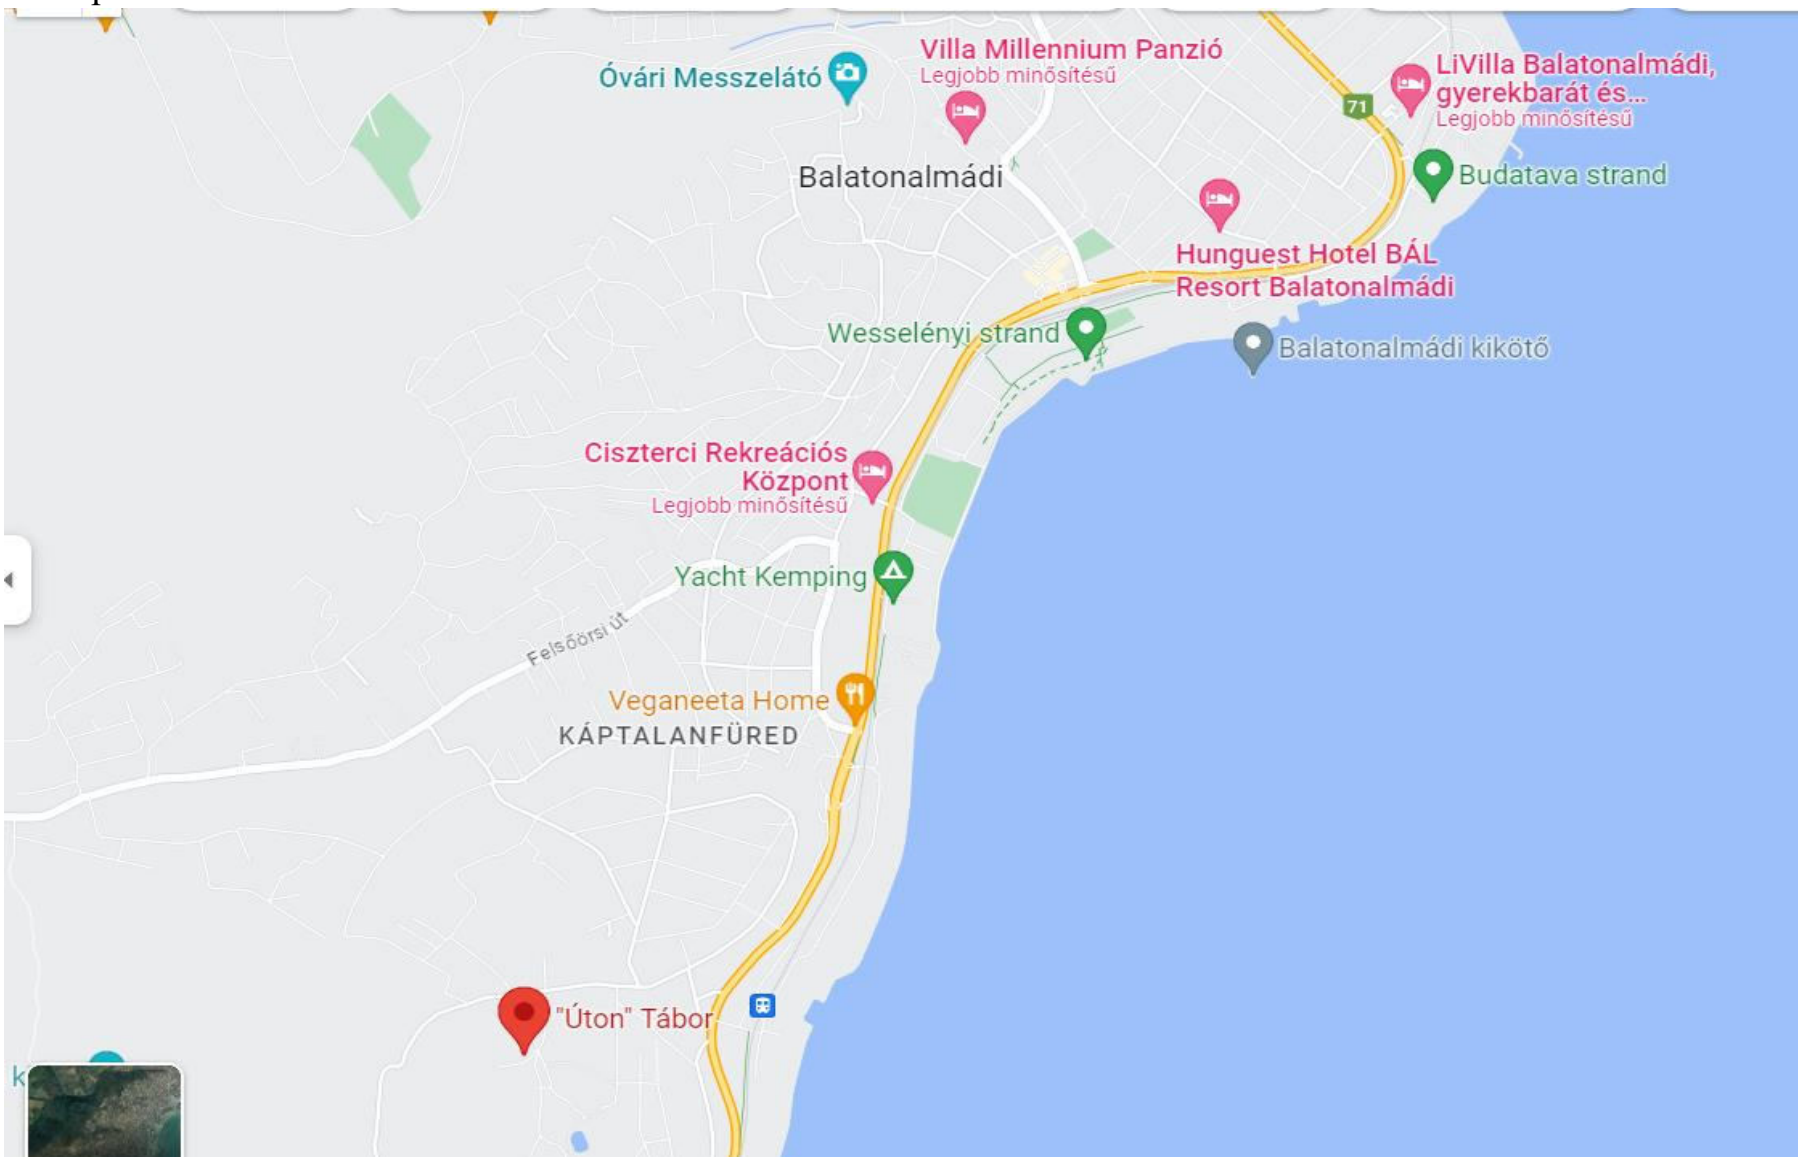 Villa Millennium Panzió
Legjobb minősítésű
Óvári Messzelátó
LiVilla Balatonalmádi,
gyerekbarát és...
Legjobb minősítésű
71
Balatonalmádi
Budatava strand
Hunguest Hotel BÁL
Resort Balatonalmádi
Wesselényi strand
Balatonalmádi kikötő
Ciszterci Rekreációs
Központ
Legjobb minősítésű
Yacht Kemping
Felsőörsi út
Veganeeta Home
KÁPTALANFÜRED
"Úton" Tábor